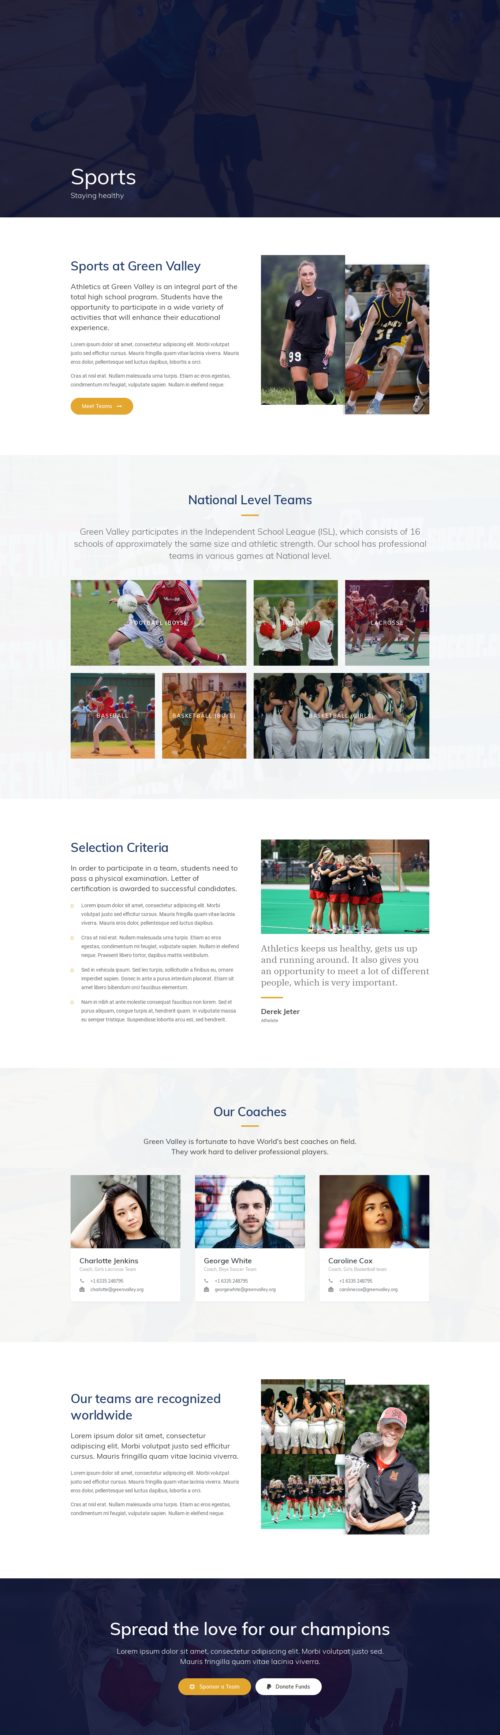 Sports
Staying healthy
Sports at Green Valley
Athletics at Green Valley is an integral part of the
total high school program. Students have the
opportunity to participate in a wide variety of
activities that will enhance their educational
experience.
Lorem ipsum dolor sit amet, consectetur adipiscing elit. Morbi volutpat
justo sed efficitur cursus. Mauris fringilla quam vitae lacinia viverra. Mauris
eros dolor, pellentesque sed luctus dapibus, lobortis a orci.
Cras at nisl erat. Nullam malesuada urna turpis. Etiam ac eros egestas,
condimentum mi feugiat, vulputate sapien. Nullam in eleifend neque.
Meet Teams
99
National Level Teams
Green Valley participates in the Independent School League (ISL), which consists of 16
schools of approximately the same size and athletic strength. Our school has professional
teams in various games at National level.
FOOTBALL (BOYS)
LACROSSE
BASEBALL
BASKETBALL (BOYS)
BASKETBALL (GIRLS)
Selection Criteria
In order to participate in a team, students need to
pass a physical examination. Letter of
certification is awarded to successful candidates.
Lorem ipsum dolor sit amet, consectetur adipiscing elit. Morbi
volutpat justo sed efficitur cursus. Mauris fringilla quam vitae lacinia
viverra. Mauris eros dolor, pellentesque sed luctus dapibus.
Cras at nisl erat. Nullam malesuada urna turpis. Etiam ac eros
egestas, condimentum mi feugiat, vulputate sapien. Nullam in eleifend
neque. Praesent libero tortor, dapibus mattis vestibulum.
Sed in vehicula ipsum. Sed leo turpis, sollicitudin a finibus eu, ornare
imperdiet sapien. Donec in ante a purus interdum placerat. Etiam sit
amet libero bibendum orci faucibus elementum.
Nam in nibh at ante molestie consequat faucibus non lorem. Sed et
purus aliquam, congue turpis at, hendrerit quam. In vulputate massa
eu semper tristique. Suspendisse lobortis arcu est, sed hendrerit.
Athletics keeps us healthy, gets us up
and running around. It also gives you
an opportunity to meet a lot of different
people, which is very important.
Derek Jeter
Our Coaches
Green Valley is fortunate to have World's best coaches on field.
They work hard to deliver professional players.
Charlotte Jenkins
Coach, Girl's Lacrosse Team
+1 6335 248795
charlotte@greenvalley.org
George White
Coach, Boys Soccer Team
+1 6335 248795
georgewhite@greenvalley.org
Caroline Cox
Coach, Girl's Basketball team
+1 6335 248795
carolinecox@greenvalley.org
Our teams are recognized
worldwide
Lorem ipsum dolor sit amet, consectetur
adipiscing elit. Morbi volutpat justo sed efficitur
cursus. Mauris fringilla quam vitae lacinia viverra.
Lorem ipsum dolor sit amet, consectetur adipiscing elit. Morbi volutpat
justo sed efficitur cursus. Mauris fringilla quam vitae lacinia viverra. Mauris
eros dolor, pellentesque sed luctus dapibus, lobortis a orci.
Cras at nisl erat. Nullam malesuada urna turpis. Etiam ac eros egestas,
condimentum mi feugiat, vulputate sapien. Nullam in eleifend neque.
Spread the love for our champions
Lorem ipsum dolor sit amet, consectetur adipiscing elit. Morbi volutpat justo sed.
Mauris fringilla quam vitae lacinia viverra.
Sponsor a Team
Donate Funds